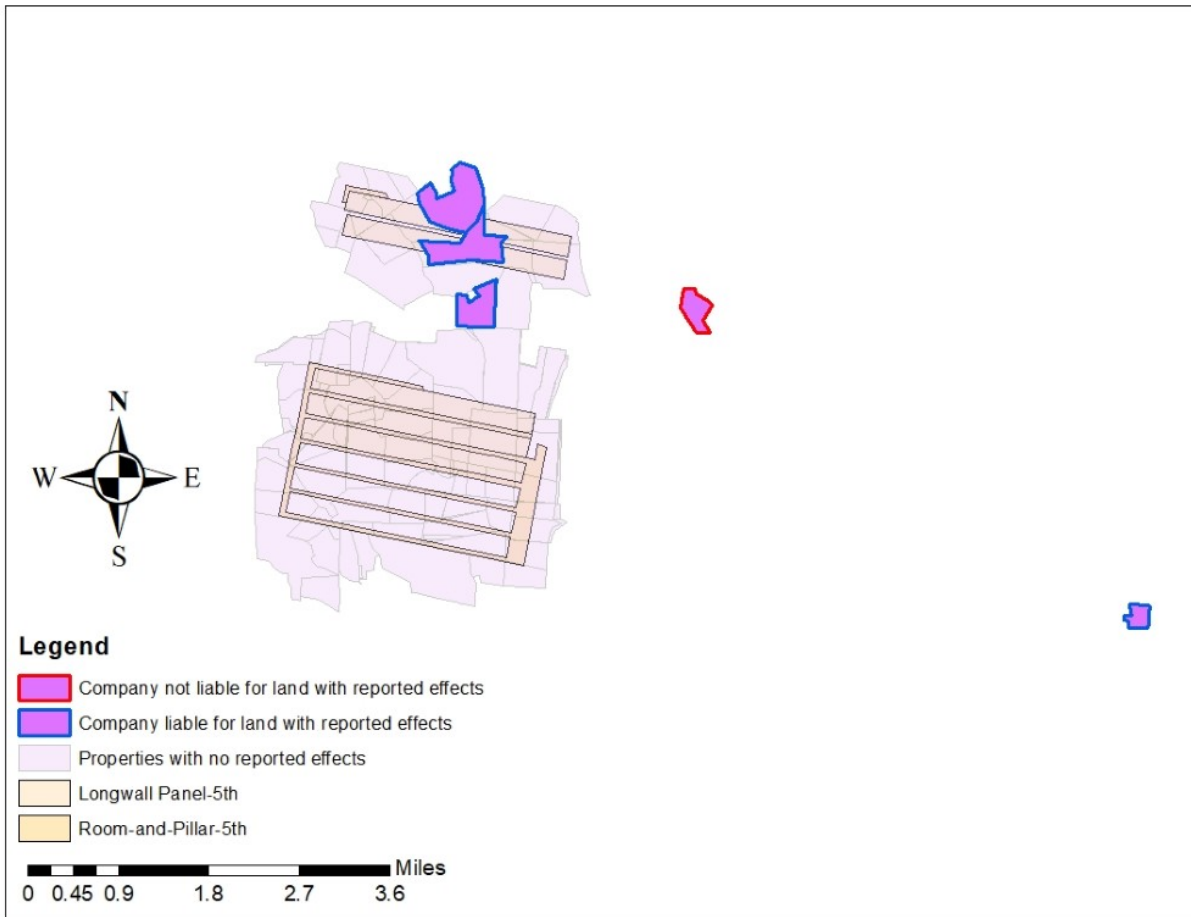 N
W E
S
Legend
Company not liable for land with reported effects
Company liable for land with reported effects
Properties with no reported effects
Longwall Panel-5th
Room-and-Pillar-5th
Miles
0 0.45 0.9 1.8 2.7 3.6